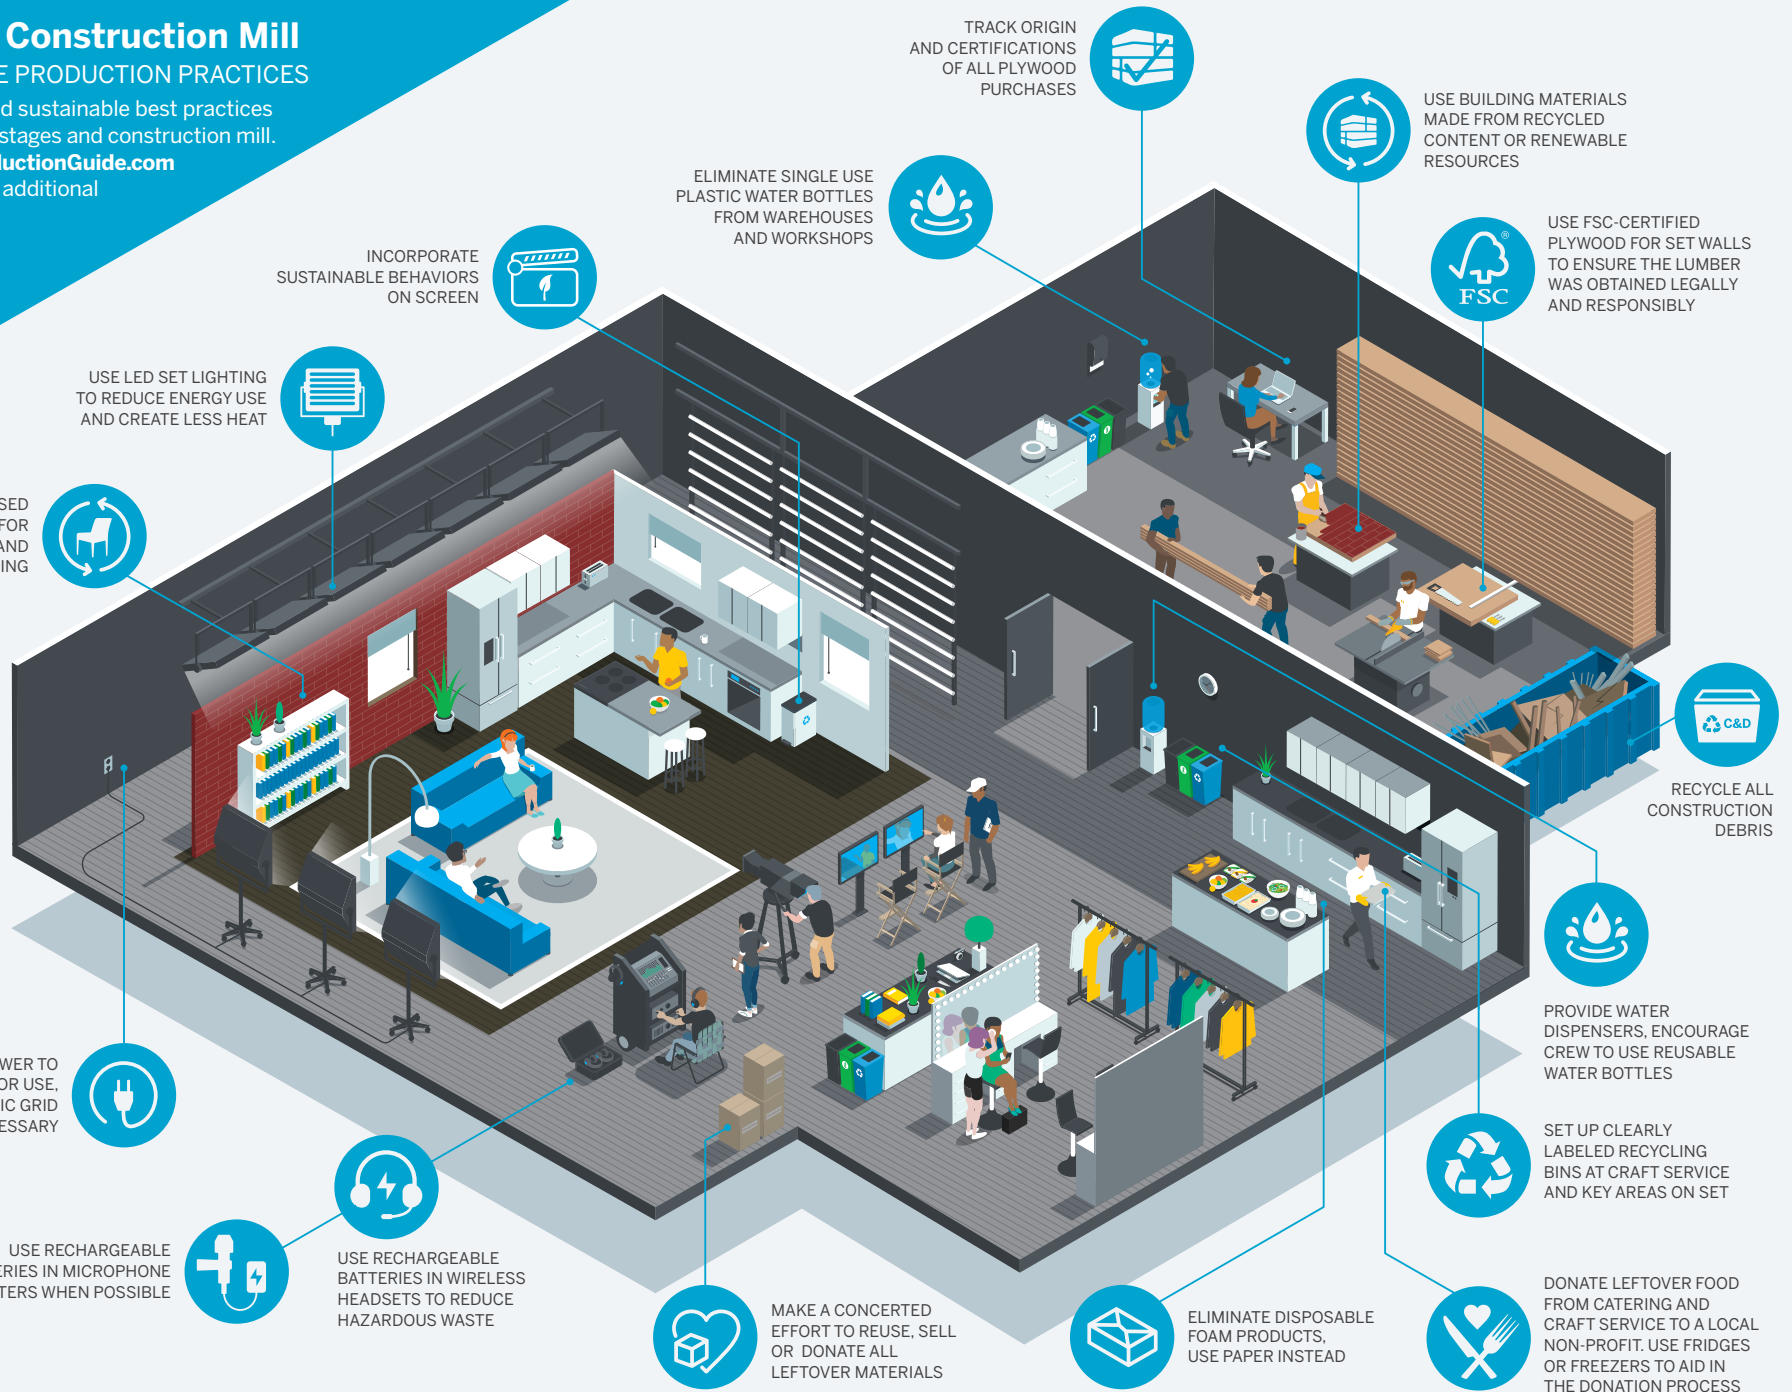 Construction Mill
E PRODUCTION PRACTICES
d sustainable best practices
stages and construction mill.
ductionGuide.com
additional
TRACK ORIGIN
AND CERTIFICATIONS
OF ALL PLYWOOD
PURCHASES
USE BUILDING MATERIALS
MADE FROM RECYCLED
CONTENT OR RENEWABLE
RESOURCES
ELIMINATE SINGLE USE
PLASTIC WATER BOTTLES
FROM WAREHOUSES
AND WORKSHOPS
USE FSC-CERTIFIED
PLYWOOD FOR SET WALLS
TO ENSURE THE LUMBER
WAS OBTAINED LEGALLY
AND RESPONSIBLY
®
FSC
INCORPORATE
SUSTAINABLE BEHAVIORS
ON SCREEN
USE LED SET LIGHTING
TO REDUCE ENERGY USE
AND CREATE LESS HEAT
SED
FOR
AND
ING
C&D
RECYCLE ALL
CONSTRUCTION
DEBRIS
PROVIDE WATER
DISPENSERS, ENCOURAGE
CREW TO USE REUSABLE
WATER BOTTLES
WER TO
OR USE,
IC GRID
ESSARY
SET UP CLEARLY
LABELED RECYCLING
BINS AT CRAFT SERVICE
AND KEY AREAS ON SET
USE RECHARGEABLE
ERIES IN MICROPHONE
TERS WHEN POSSIBLE
USE RECHARGEABLE
BATTERIES IN WIRELESS
HEADSETS TO REDUCE
HAZARDOUS WASTE
MAKE A CONCERTED
EFFORT TO REUSE, SELL
OR DONATE ALL
LEFTOVER MATERIALS
ELIMINATE DISPOSABLE
FOAM PRODUCTS,
USE PAPER INSTEAD
DONATE LEFTOVER FOOD
FROM CATERING AND
CRAFT SERVICE TO A LOCAL
NON-PROFIT. USE FRIDGES
OR FREEZERS TO AID IN
THE DONATION PROCESS